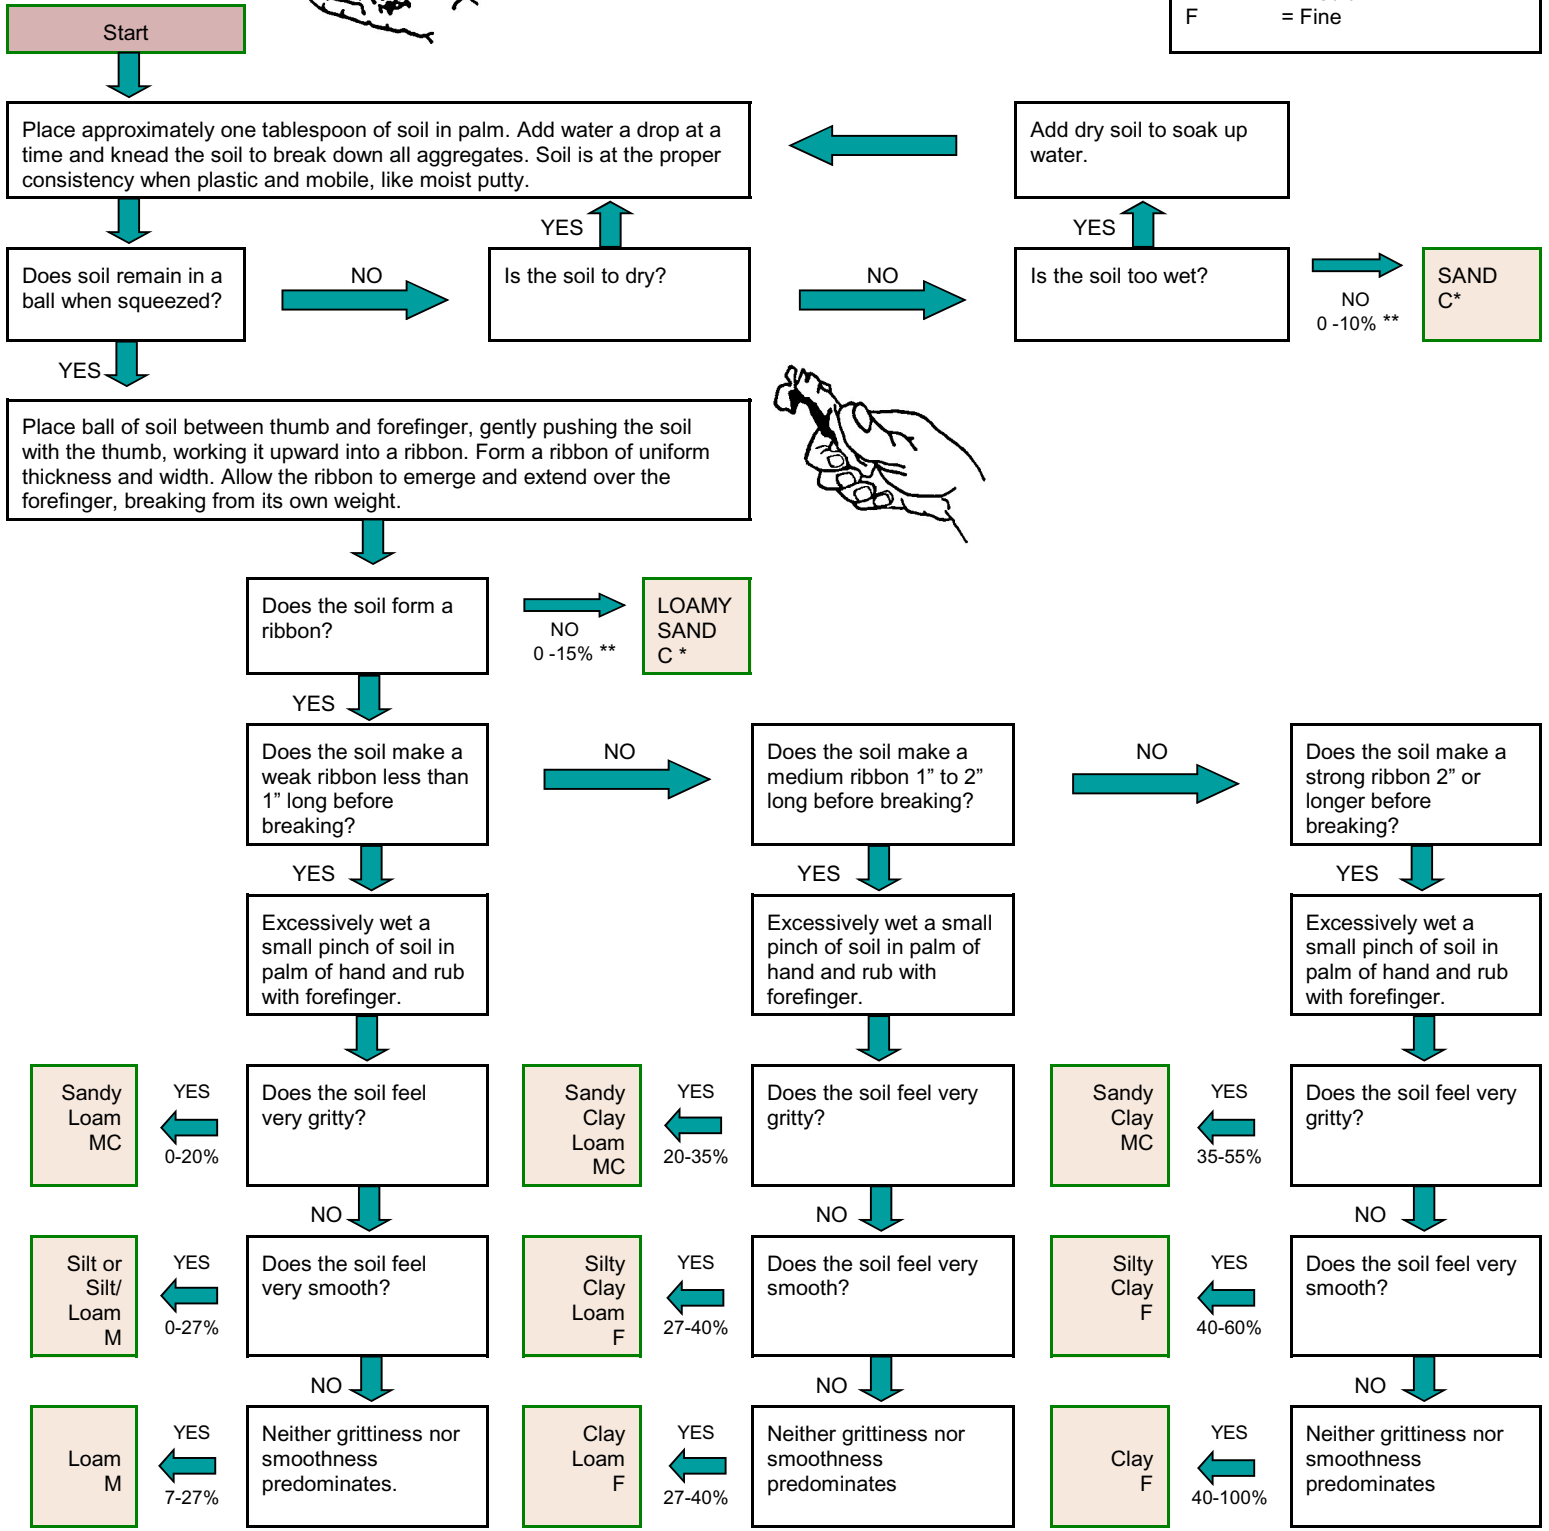 F = Fine
Start
Place approximately one tablespoon of soil in palm. Add water a drop at a
time and knead the soil to break down all aggregates. Soil is at the proper
consistency when plastic and mobile, like moist putty.
Add dry soil to soak up
water.
YES
YES
Does soil remain in a
ball when squeezed?
NO
Is the soil to dry?
NO
Is the soil too wet?
NO
0 -10% **
SAND
C*
YES
Place ball of soil between thumb and forefinger, gently pushing the soil
with the thumb, working it upward into a ribbon. Form a ribbon of uniform
thickness and width. Allow the ribbon to emerge and extend over the
forefinger, breaking from its own weight.
Does the soil form a
ribbon?
NO
0 -15% **
LOAMY
SAND
C *
YES
Does the soil make a
weak ribbon less than
1” long before
breaking?
NO
Does the soil make a
medium ribbon 1” to 2”
long before breaking?
NO
Does the soil make a
strong ribbon 2” or
longer before
breaking?
YES
YES
YES
Excessively wet a
small pinch of soil in
palm of hand and rub
with forefinger.
Excessively wet a small
pinch of soil in palm of
hand and rub with
forefinger.
Excessively wet a
small pinch of soil in
palm of hand and rub
with forefinger.
Sandy
Loam
MC
YES
0-20%
Does the soil feel
very gritty?
Sandy
Clay
Loam
MC
YES
20-35%
Does the soil feel very
gritty?
Sandy
Clay
MC
YES
35-55%
Does the soil feel very
gritty?
NO
NO
NO
Silt or
Silt/
Loam
M
YES
0-27%
Does the soil feel
very smooth?
Silty
Clay
Loam
F
YES
27-40%
Does the soil feel very
smooth?
Silty
Clay
F
YES
40-60%
Does the soil feel very
smooth?
NO
NO
NO
Loam
M
YES
7-27%
Neither grittiness nor
smoothness
predominates.
Clay
Loam
F
YES
27-40%
Neither grittiness nor
smoothness
predominates
Clay
F
YES
40-100%
Neither grittiness nor
smoothness
predominates